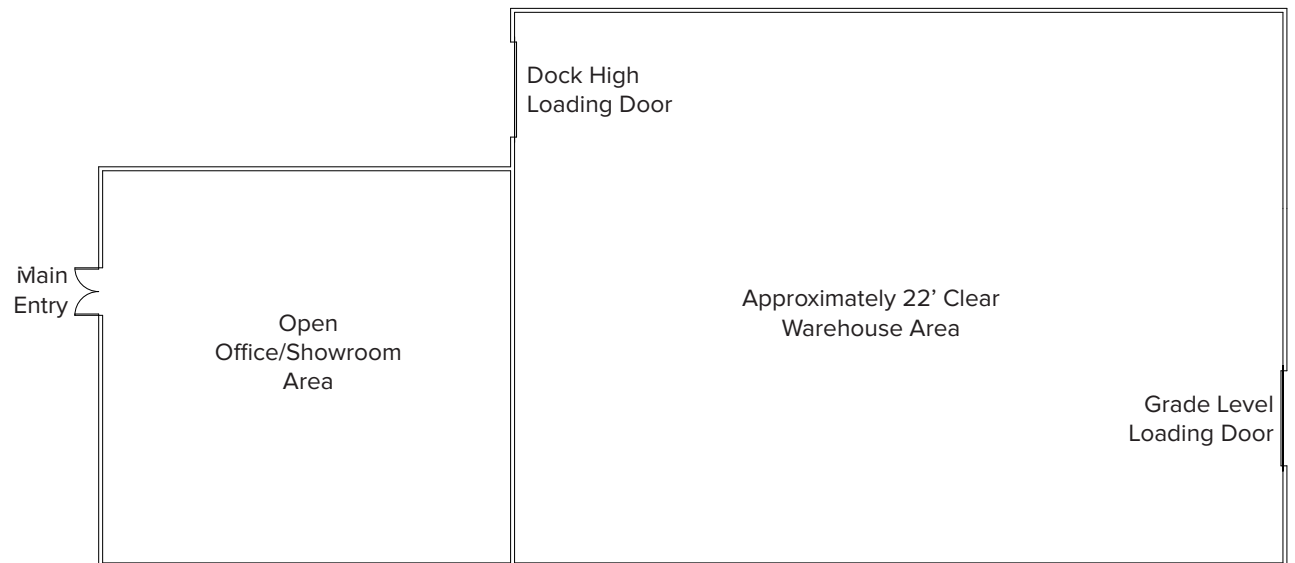 Dock High
Loading Door
Main
Entry
Open
Office/Showroom
Area
Approximately 22’ Clear
Warehouse Area
Grade Level
Loading Door